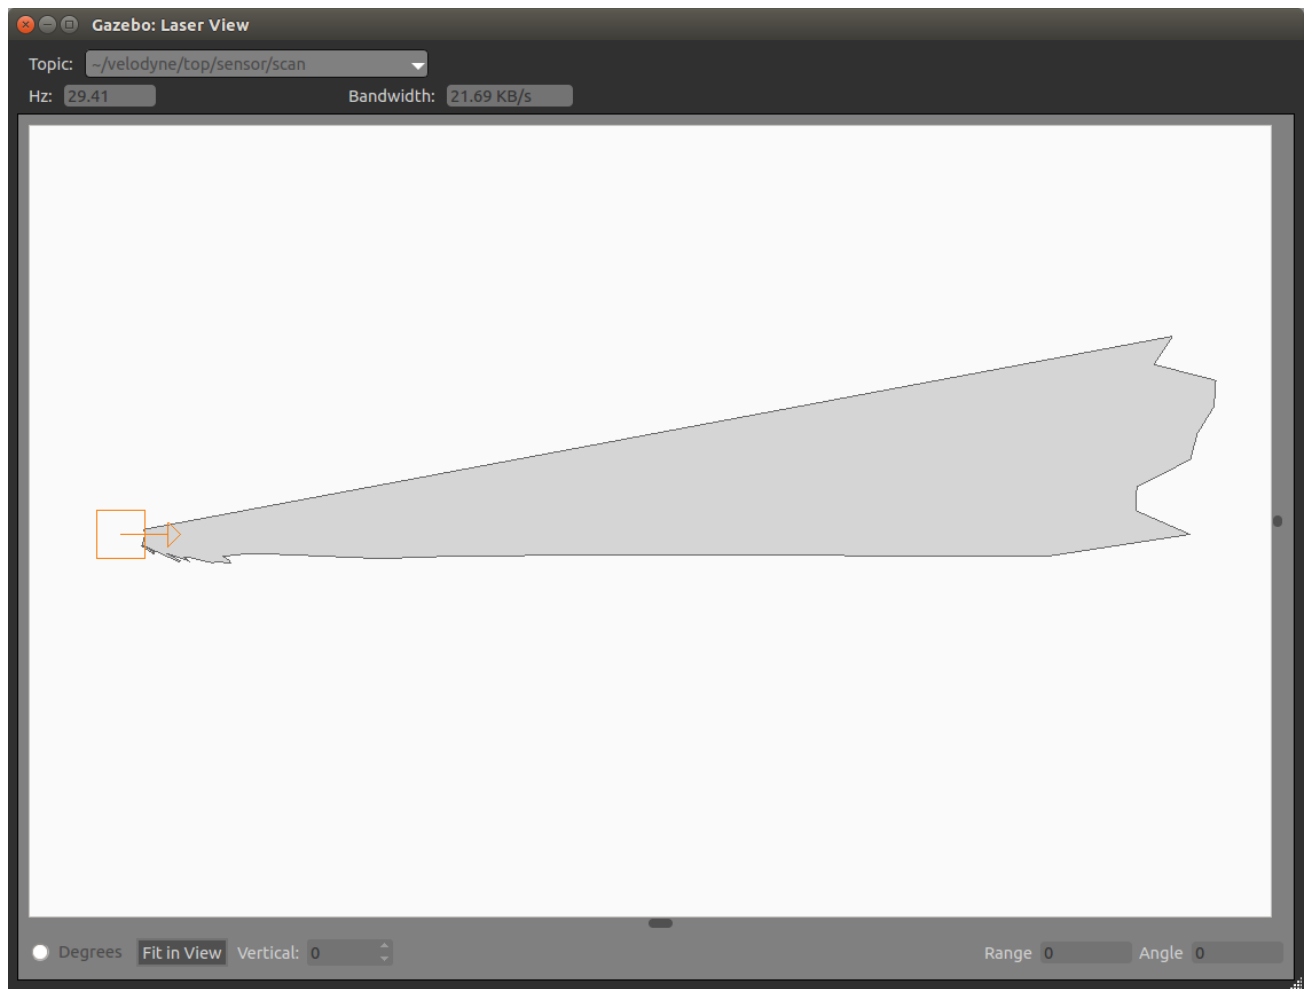 Gazebo: Laser View
Topic: ~/velodyne/top/sensor/scan
Hz: 29.41 Bandwidth: 21.69 KB/s
Degrees Fit in View Vertical: 0 Range 0 Angle 0